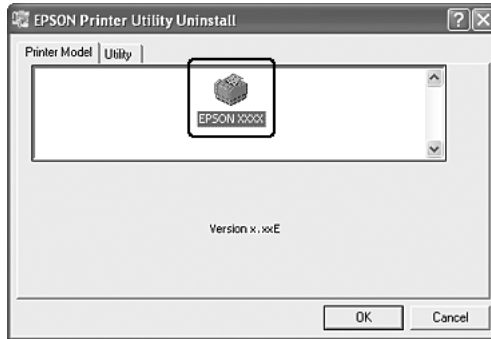 EPSON Printer Utility Uninstall
Printer Model Utility
EPSON XXXX
Version x.xxE
OK Cancel